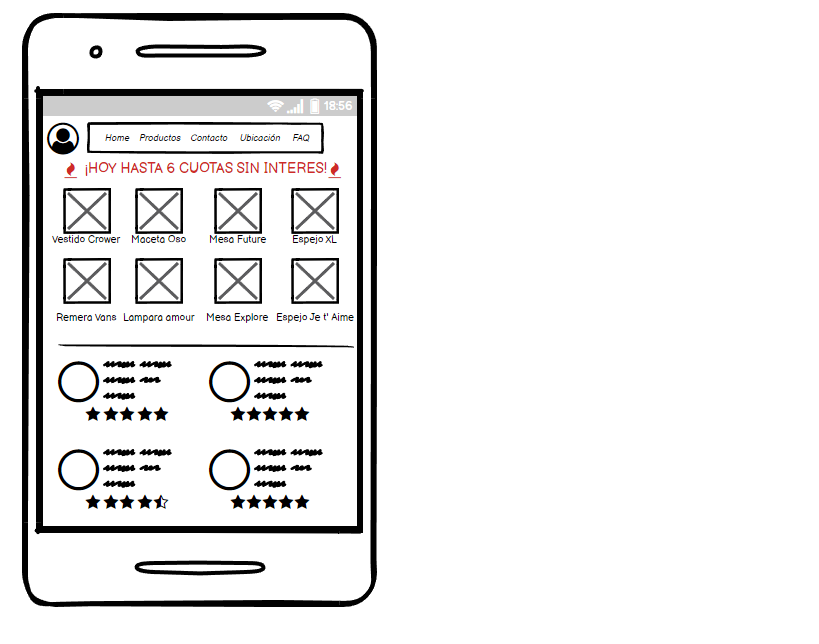 18:56
Home Productos Contacto Ubicación FAQ
¡HOY HASTA 6 CUOTAS SIN INTERES!
Vestido Crower Maceta Oso Mesa Future Espejo XL
Remera Vans Lampara amour Mesa Explore Espejo Je t' Aime